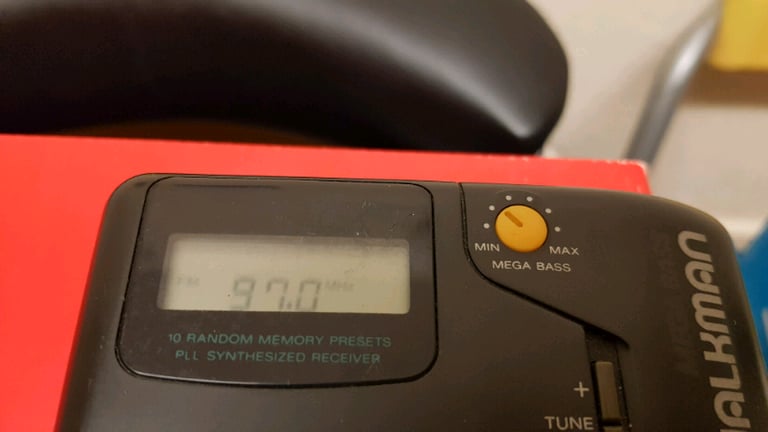 FM 97.0 MHz
10 RANDOM MEMORY PRESETS
PLL SYNTHESIZED RECEIVER
MIN MAX
MEGA BASS
WALKMAN
+
TUNE